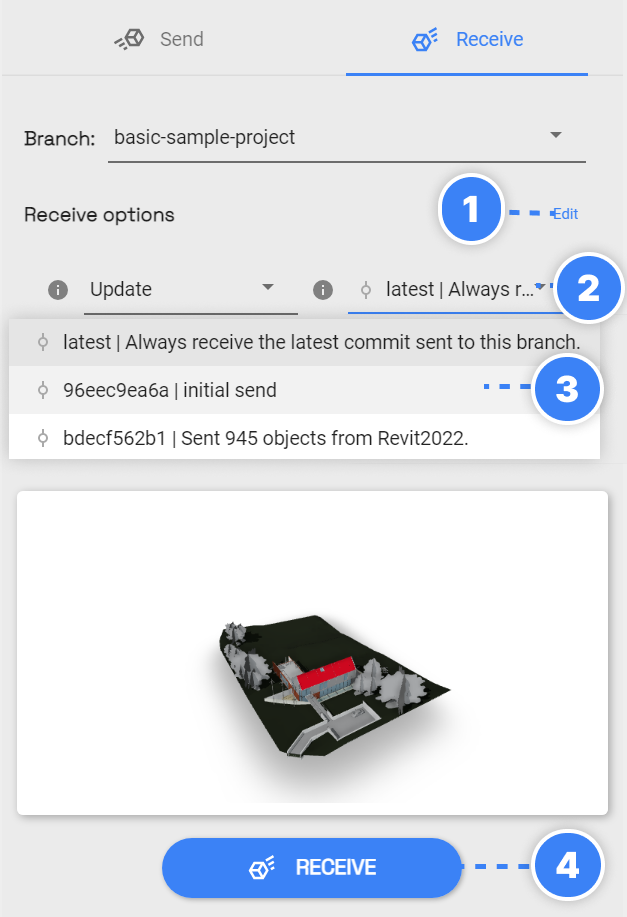 Send
Receive
Branch: basic-sample-project
Receive options
1
Edit
Update
latest | Always r...
2
latest | Always receive the latest commit sent to this branch.
96eec9ea6a | initial send
3
bdecf562b1 | Sent 945 objects from Revit2022.
RECEIVE
4